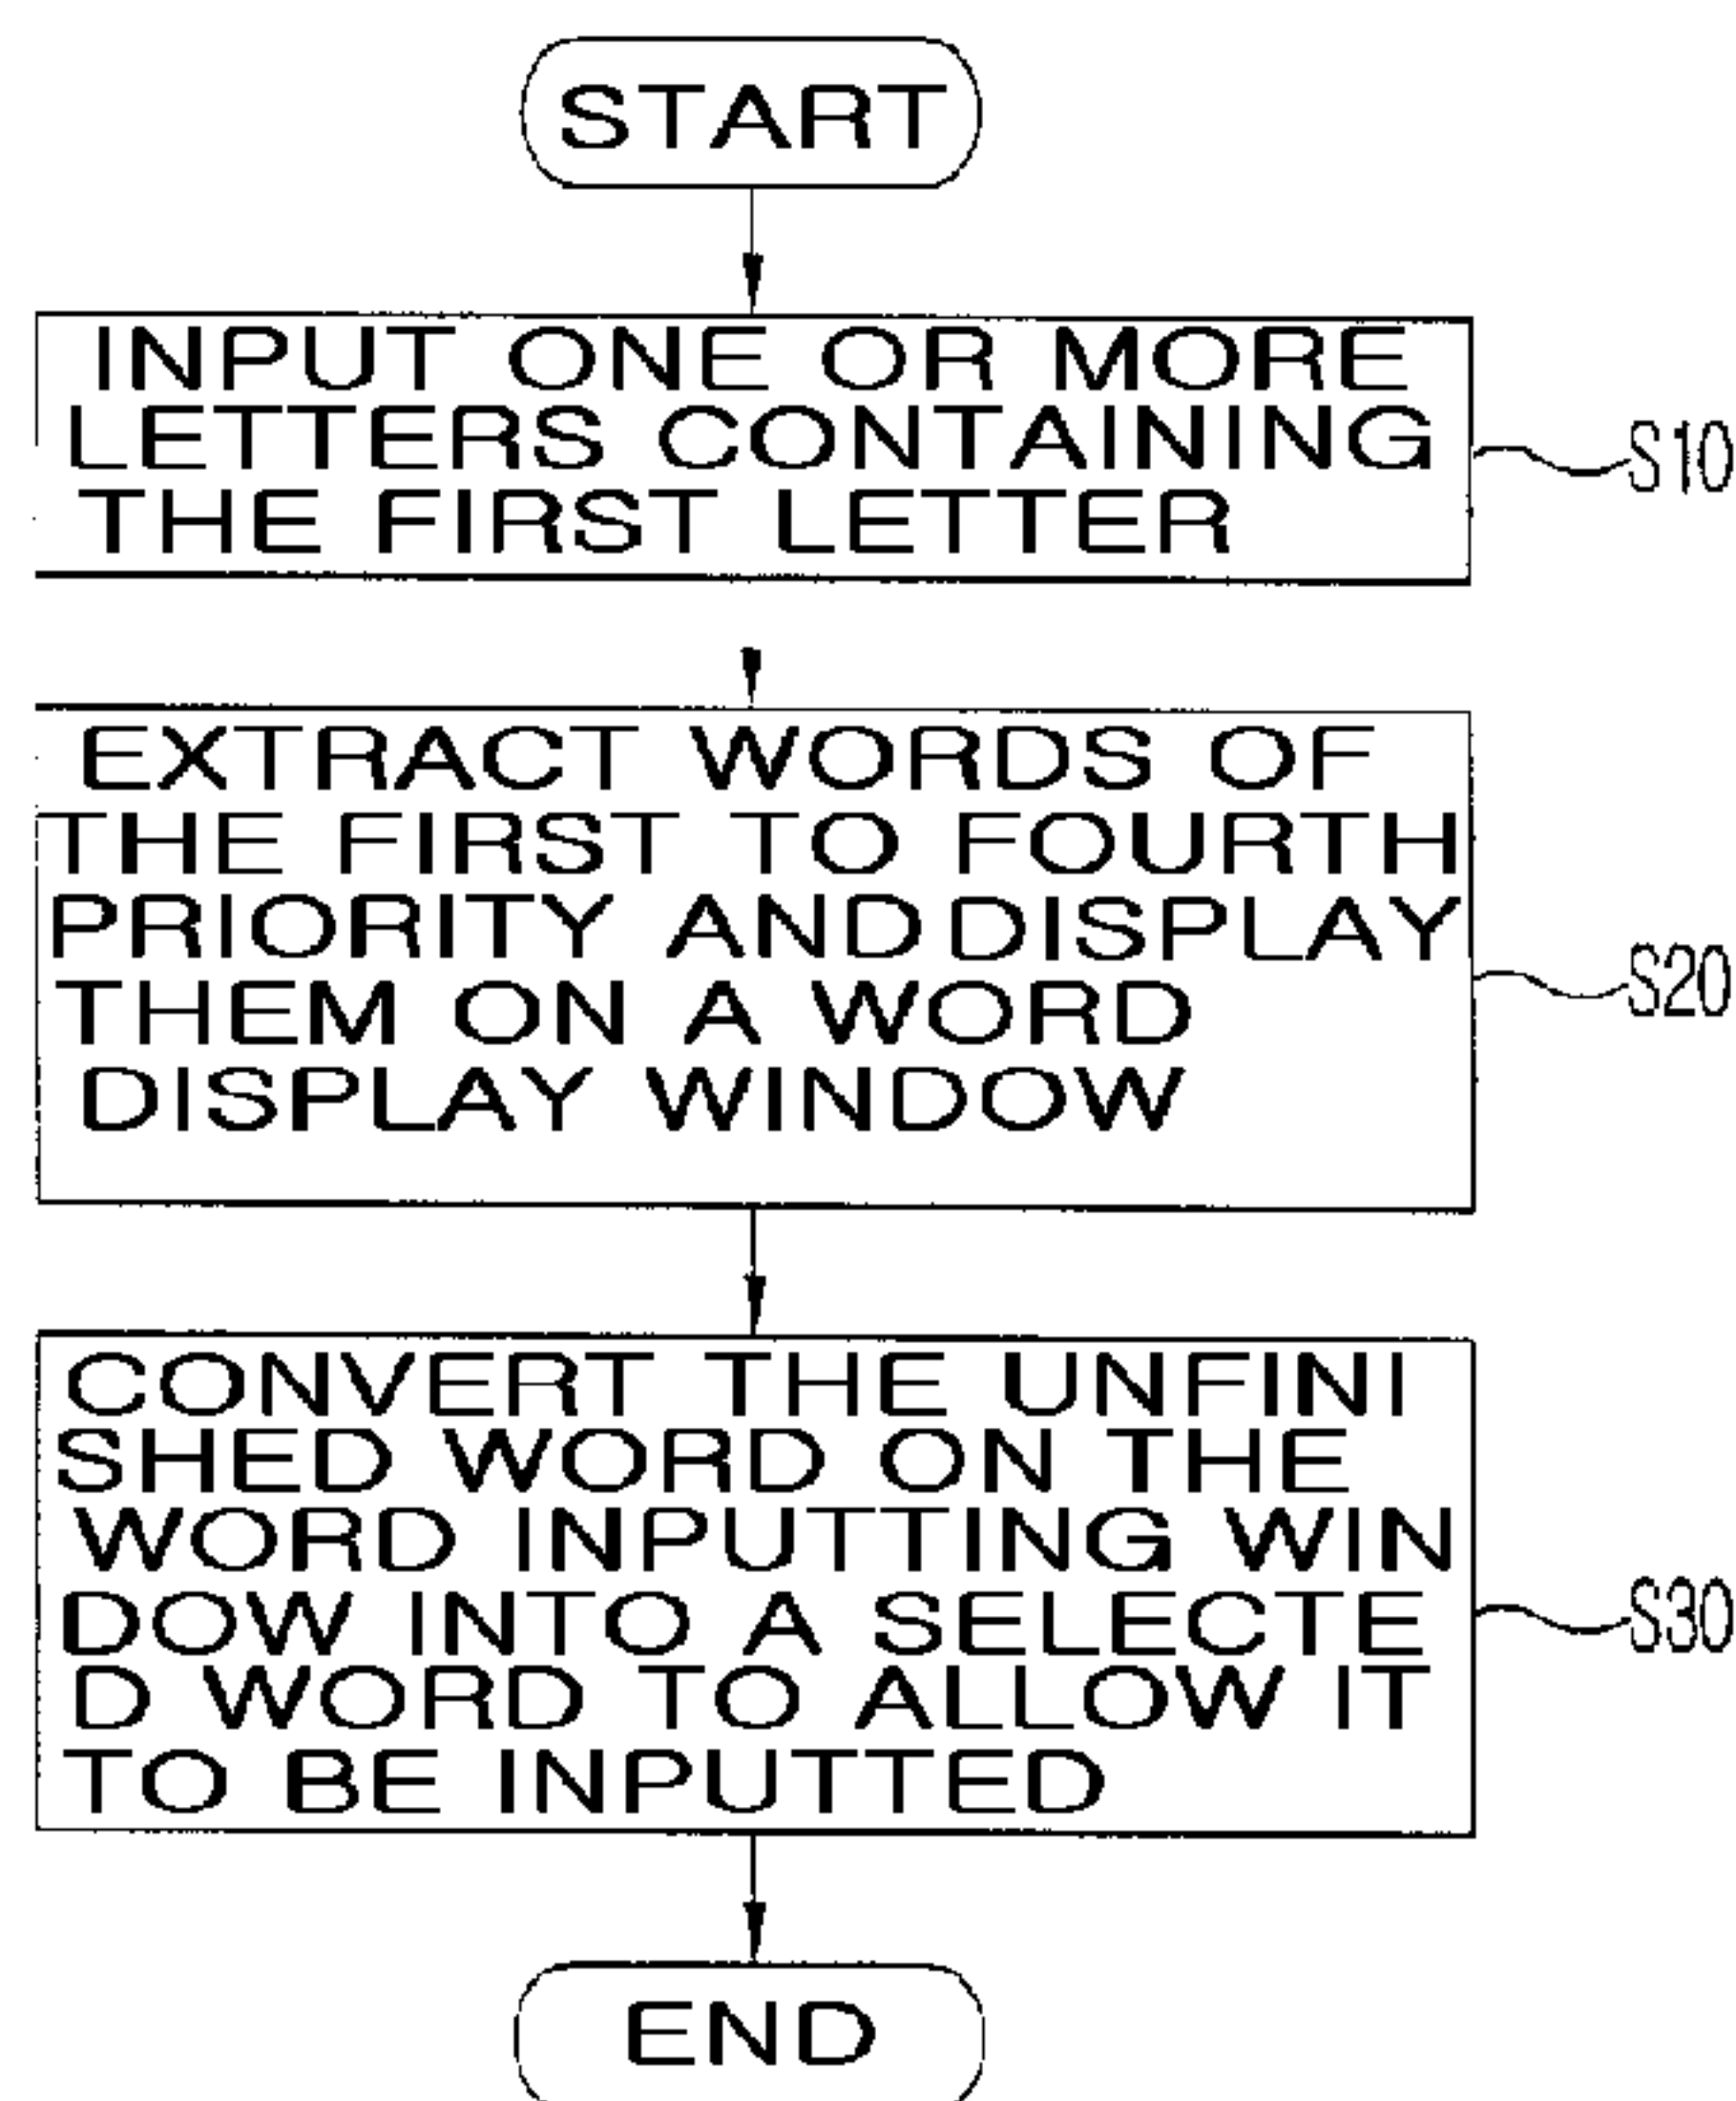 START
INPUT ONE OR MORE
LETTERS CONTAINING
THE FIRST LETTER
S10
EXTRACT WORDS OF
THE FIRST TO FOURTH
PRIORITY AND DISPLAY
THEM ON A WORD
DISPLAY WINDOW
S20
CONVERT THE UNFINI
SHED WORD ON THE
WORD INPUTTING WIN
DOW INTO A SELECTE
D WORD TO ALLOW IT
TO BE INPUTTED
S30
END